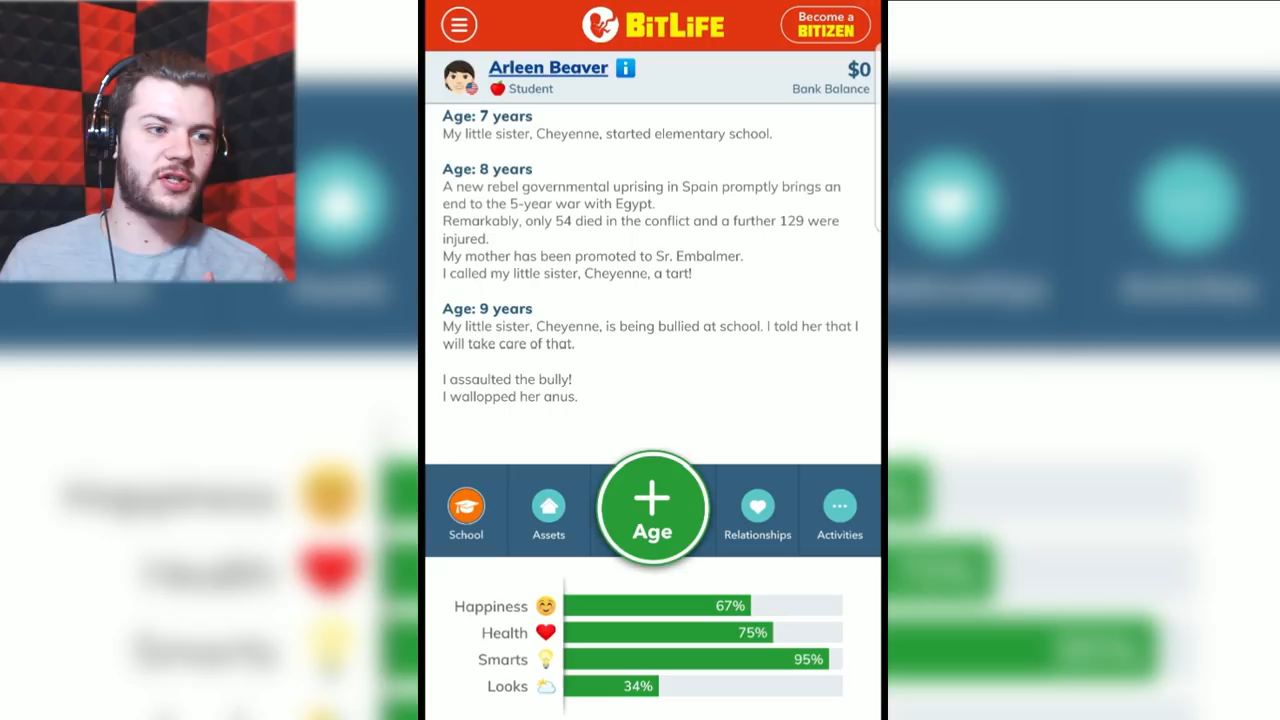 BitLife
Become a
BITIZEN
Arleen Beaver
$0
Student
Bank Balance
Age: 7 years
My little sister, Cheyenne, started elementary school.
Age: 8 years
A new rebel governmental uprising in Spain promptly brings an
end to the 5-year war with Egypt.
Remarkably, only 54 died in the conflict and a further 129 were
injured.
My mother has been promoted to Sr. Embalmer.
I called my little sister, Cheyenne, a tart!
Age: 9 years
My little sister, Cheyenne, is being bullied at school. I told her that I
will take care of that.
I assaulted the bully!
I wallopped her anus.
Age
School
Assets
Relationships
Activities
Happiness
67%
Health
75%
Smarts
95%
Looks
34%